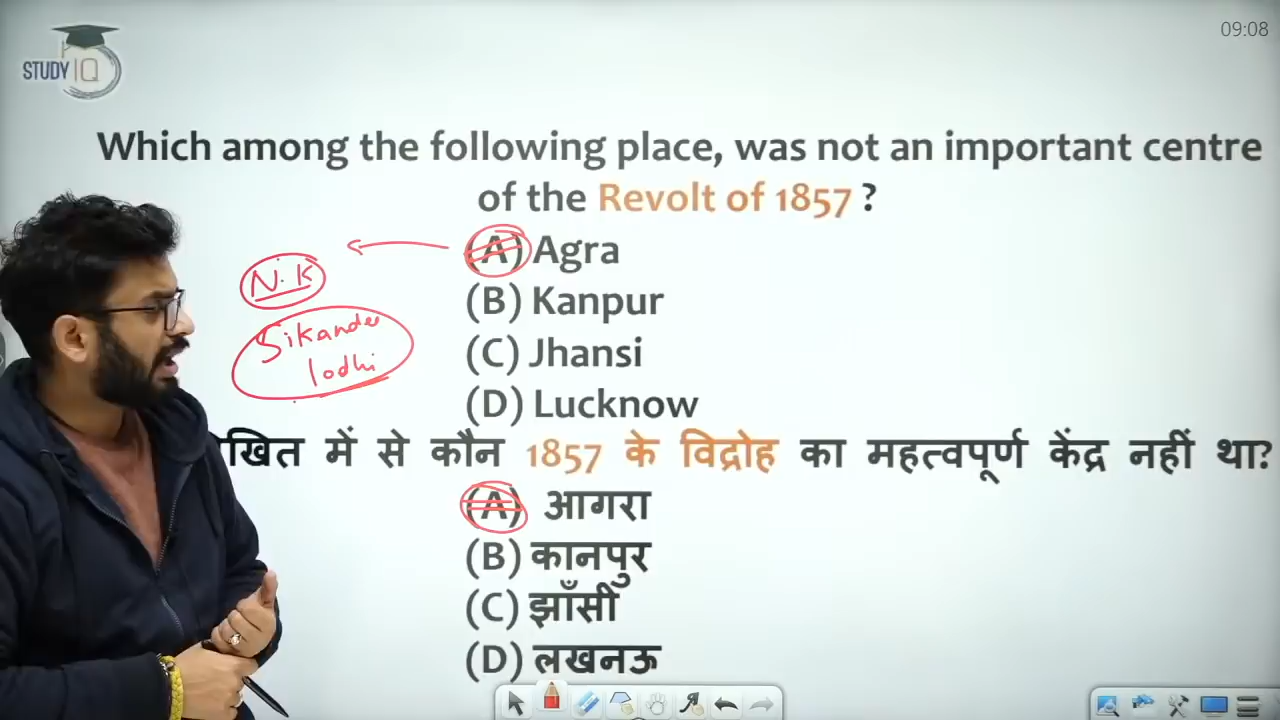 STUDY IQ
09:08
Which among the following place, was not an important centre
of the Revolt of 1857 ?
(A) Agra
N.K
(B) Kanpur
Sikander
lodhi
(C) Jhansi
(D) Lucknow
खित में से कौन 1857 के विद्रोह का महत्वपूर्ण केंद्र नहीं था?
(A) आगरा
(B) कानपुर
(C) झाँसी
(D) लखनऊ